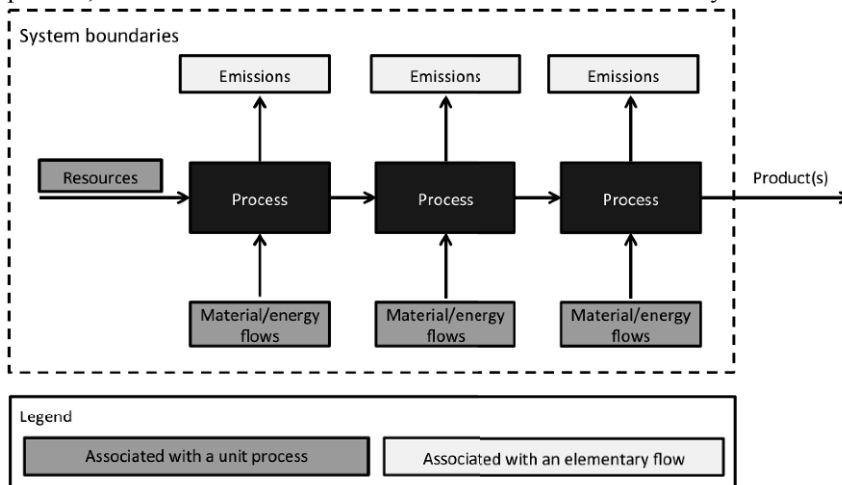 System boundaries
Emissions
Emissions
Emissions
Resources
Process
Process
Process
Product(s)
Material/energy
flows
Material/energy
flows
Material/energy
flows
Legend
Associated with a unit process
Associated with an elementary flow